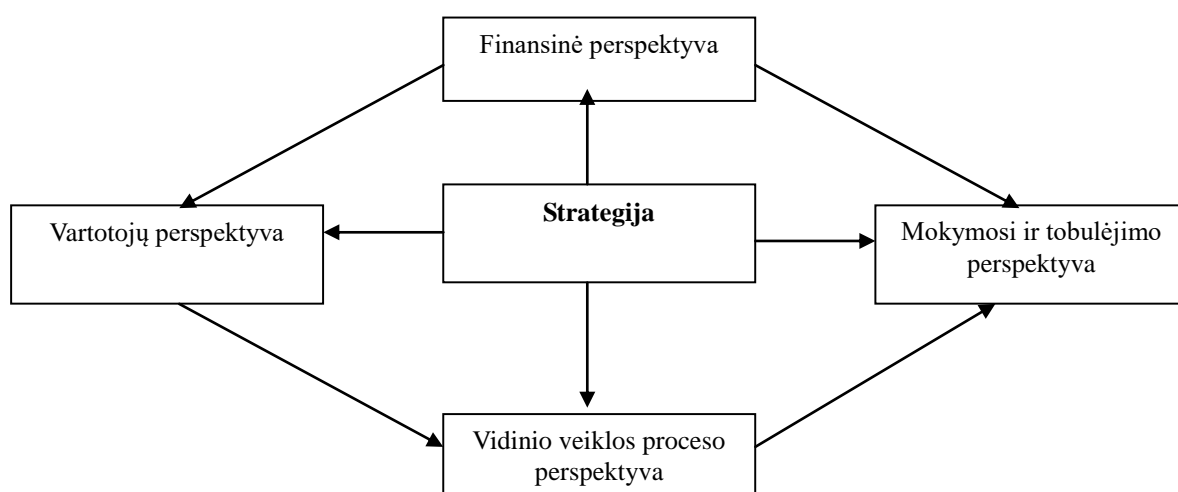 Finansinė perspektyva
Strategija
Vartotojų perspektyva
Mokymosi ir tobulėjimo
perspektyva
Vidinio veiklos proceso
perspektyva